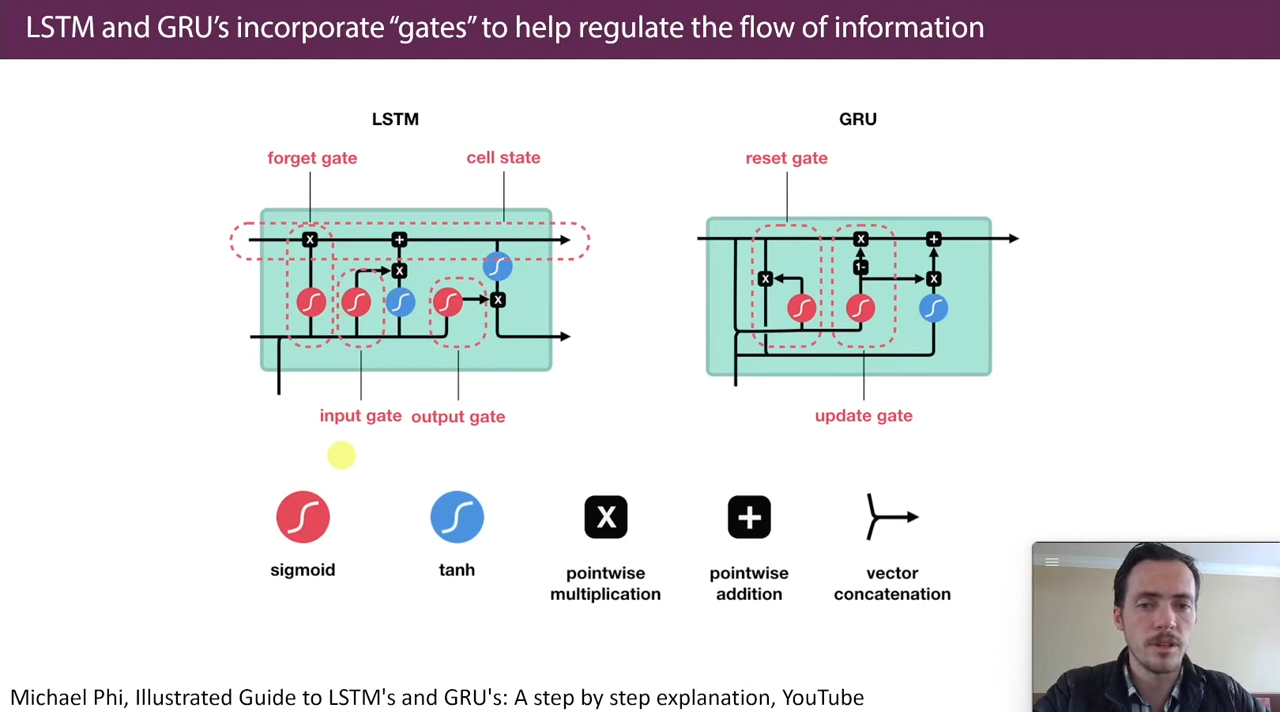 LSTM and GRU's incorporate “gates” to help regulate the flow of information
LSTM
GRU
forget gate
cell state
reset gate
X
+
X
X
X
+
1-
X
X
input gate
output gate
update gate
X
+
sigmoid
tanh
pointwise
multiplication
pointwise
addition
vector
concatenation
Michael Phi, Illustrated Guide to LSTM's and GRU's: A step by step explanation, YouTube